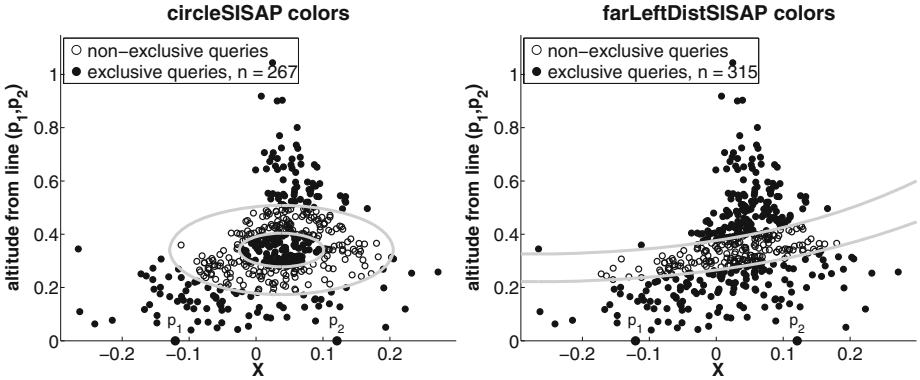 circleSISAP colors
non-exclusive queries
exclusive queries, n = 267
altitude from line (p1,p2)
1
0.8
0.6
0.4
0.2
0
p1
p2
−0.2
−0.1
0
0.1
0.2
X
farLeftDistSISAP colors
non-exclusive queries
exclusive queries, n = 315
altitude from line (p1,p2)
1
0.8
0.6
0.4
0.2
0
p1
p2
−0.2
−0.1
0
0.1
0.2
X